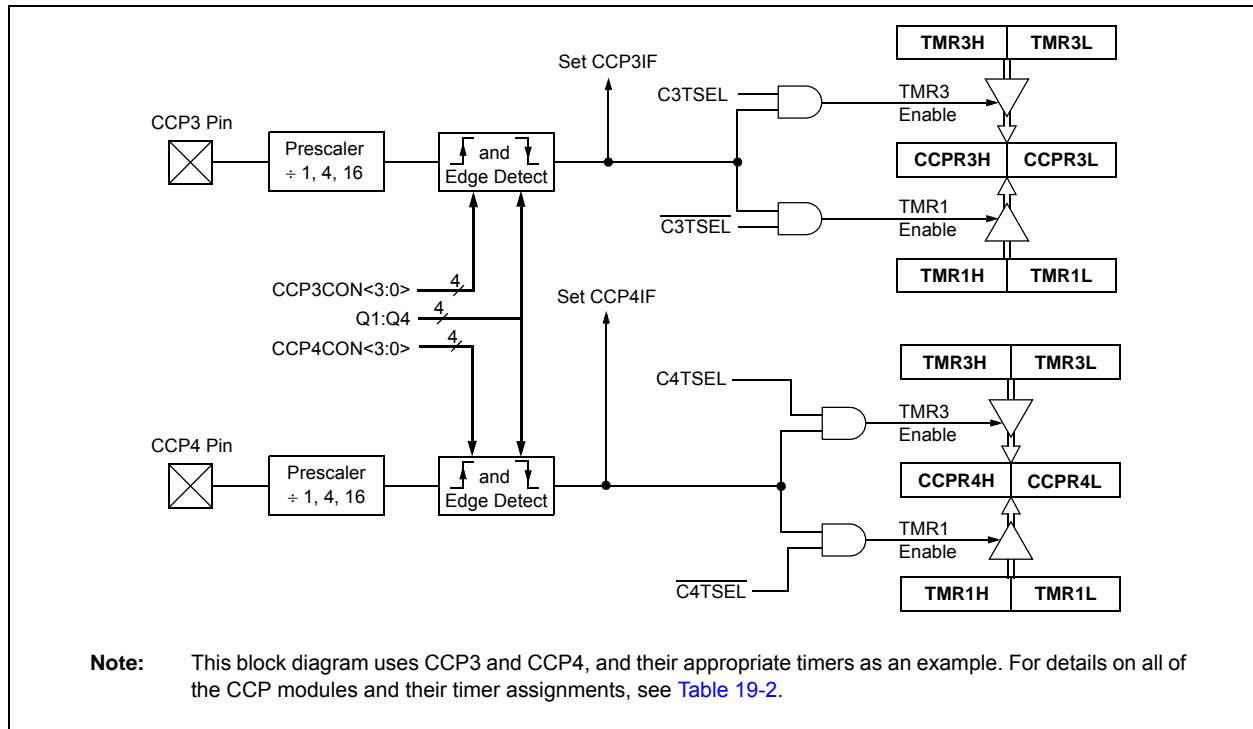 TMR3H TMR3L
Set CCP3IF
C3TSEL
TMR3
Enable
CCP3 Pin
Prescaler
÷ 1, 4, 16
and
Edge Detect
CCPR3H CCPR3L
C3TSEL
TMR1
Enable
TMR1H TMR1L
CCP3CON<3:0> 4
Q1:Q4 4
CCP4CON<3:0> 4
Set CCP4IF
TMR3H TMR3L
C4TSEL
TMR3
Enable
CCP4 Pin
Prescaler
÷ 1, 4, 16
and
Edge Detect
CCPR4H CCPR4L
TMR1
Enable
C4TSEL
TMR1H TMR1L
Note: This block diagram uses CCP3 and CCP4, and their appropriate timers as an example. For details on all of
the CCP modules and their timer assignments, see Table 19-2.